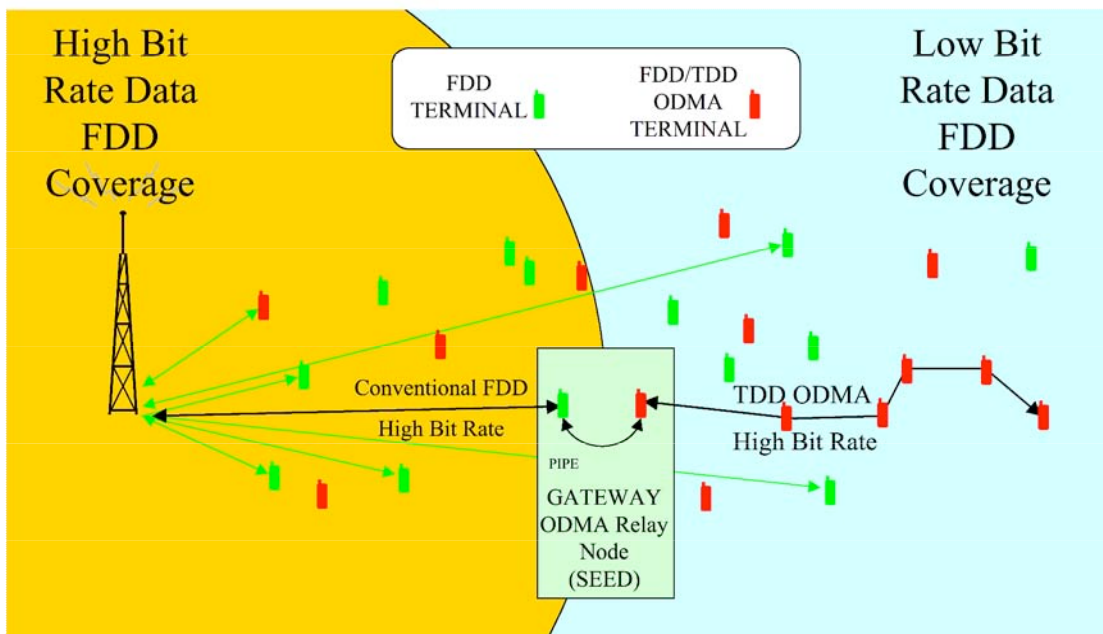 High Bit
Rate Data
FDD
Coverage
FDD
TERMINAL
FDD/TDD
ODMA
TERMINAL
Low Bit
Rate Data
FDD
Coverage
Conventional FDD
High Bit Rate
TDD ODMA
High Bit Rate
PIPE
GATEWAY
ODMA Relay
Node
(SEED)